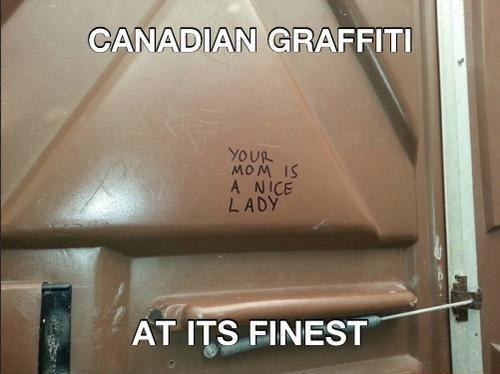 CANADIAN GRAFFITI
YOUR
MOM IS
A NICE
LADY
AT ITS FINEST